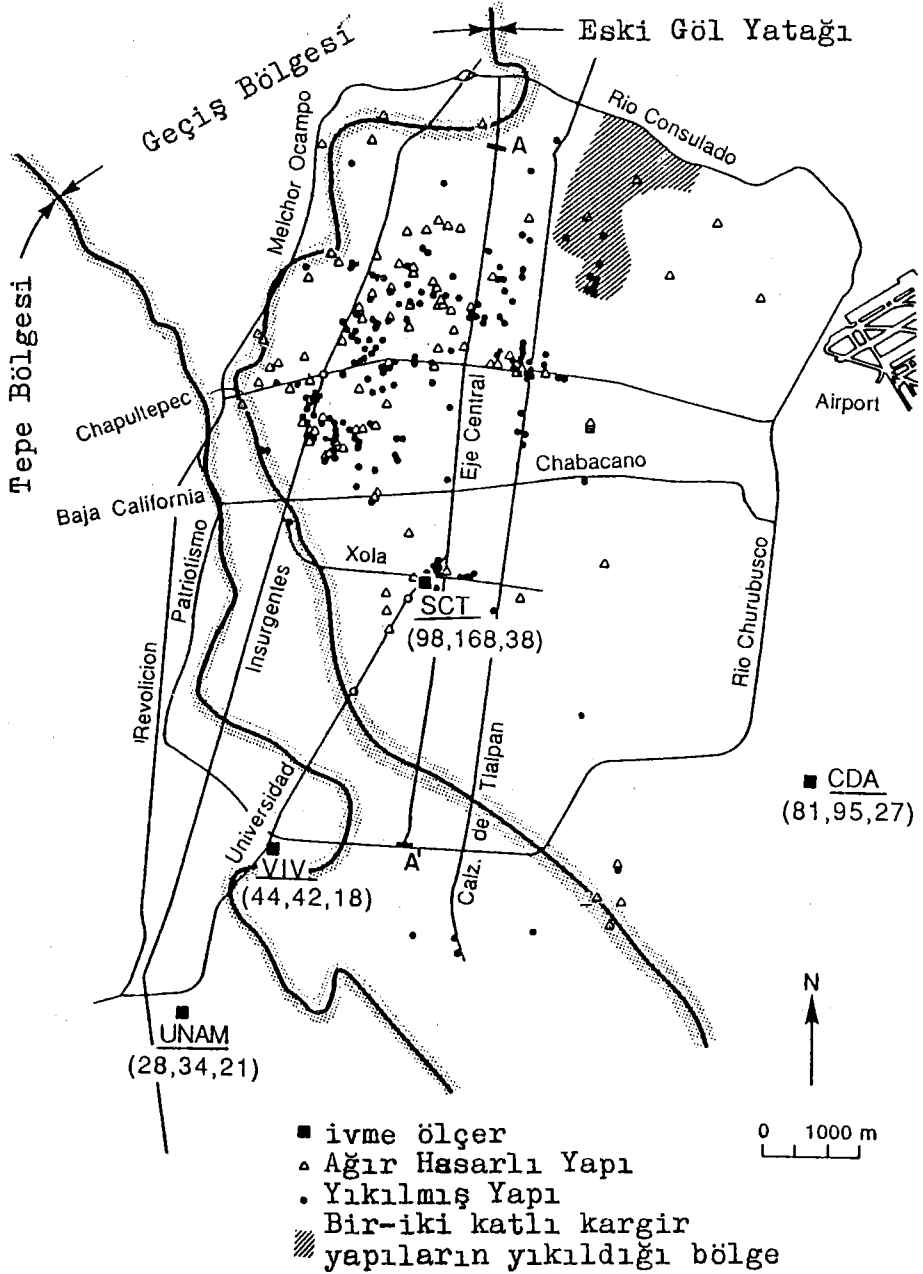 Eski Göl Yatağı
Geçiş Bölgesi
Rio Consulado
Melchor Ocampo
A
Tepe Bölgesi
Airport
Chapultepec
Eje Central
Chabacano
Baja California
Xola
Patriotismo
SCT
(98,168,38)
Insurgentes
Rio Churubusco
Revolicion
Calz. de Tlalpan
CDA
(81,95,27)
Universidad
A'
VIV
(44,42,18)
N
UNAM
(28,34,21)
ivme ölçer
0 1000 m
Ağır Hasarlı Yapı
Yıkılmış Yapı
Bir-iki katlı kargir
yapıların yıkıldığı bölge